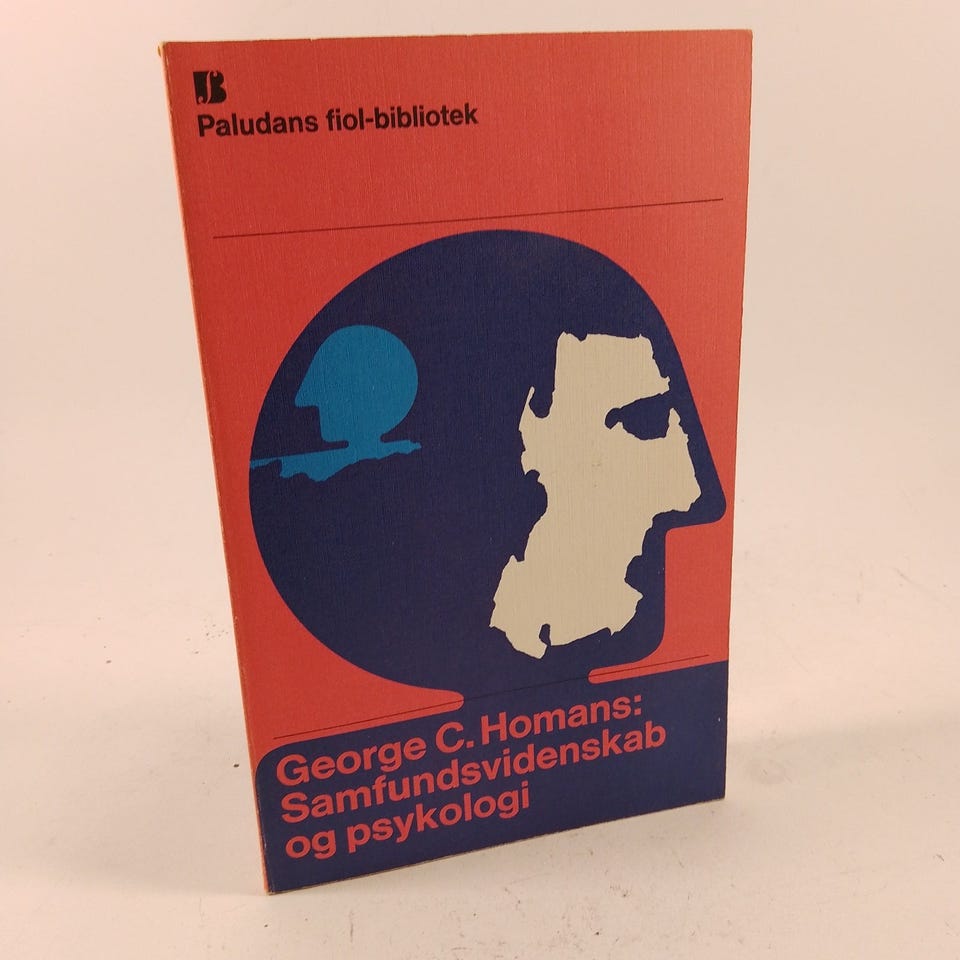 Paludans fiol-bibliotek
George C. Homans:
Samfundsvidenskab
og psykologi